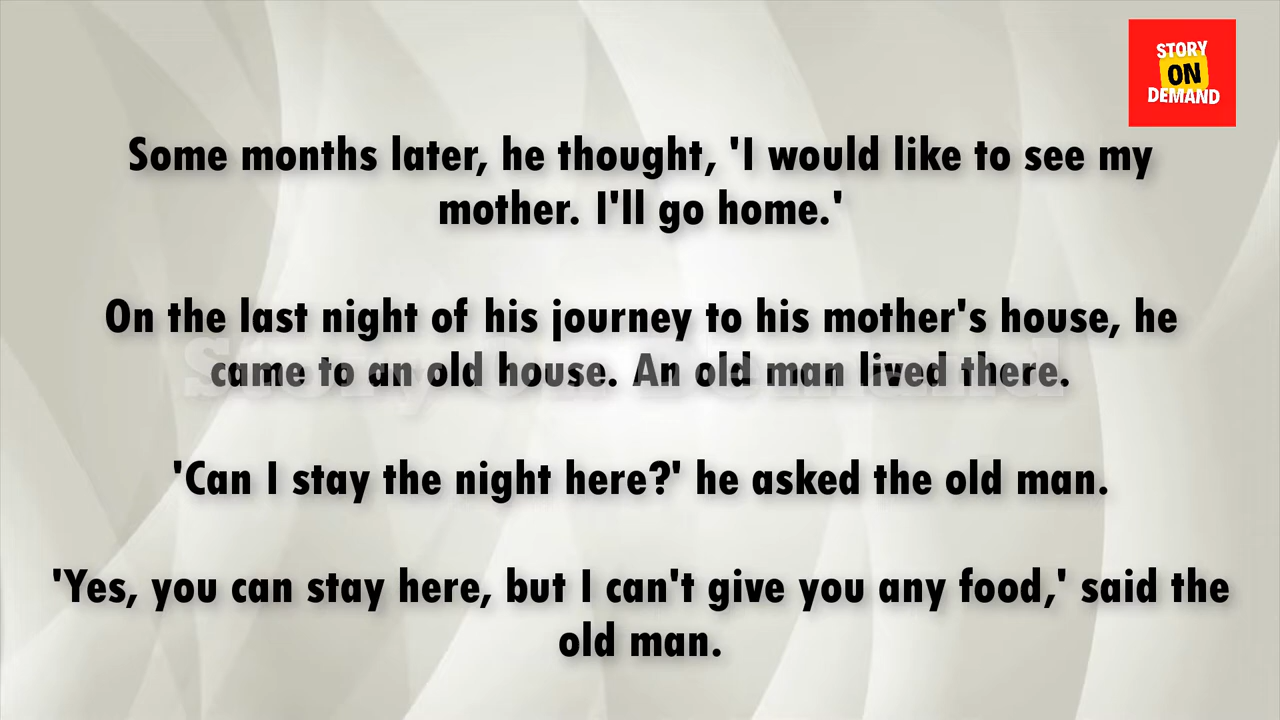 STORY
ON
DEMAND
Some months later, he thought, 'I would like to see my
mother. I'll go home.'
On the last night of his journey to his mother's house, he
came to an old house. An old man lived there.
Story On Demand
'Can I stay the night here?' he asked the old man.
'Yes, you can stay here, but I can't give you any food,' said the
old man.